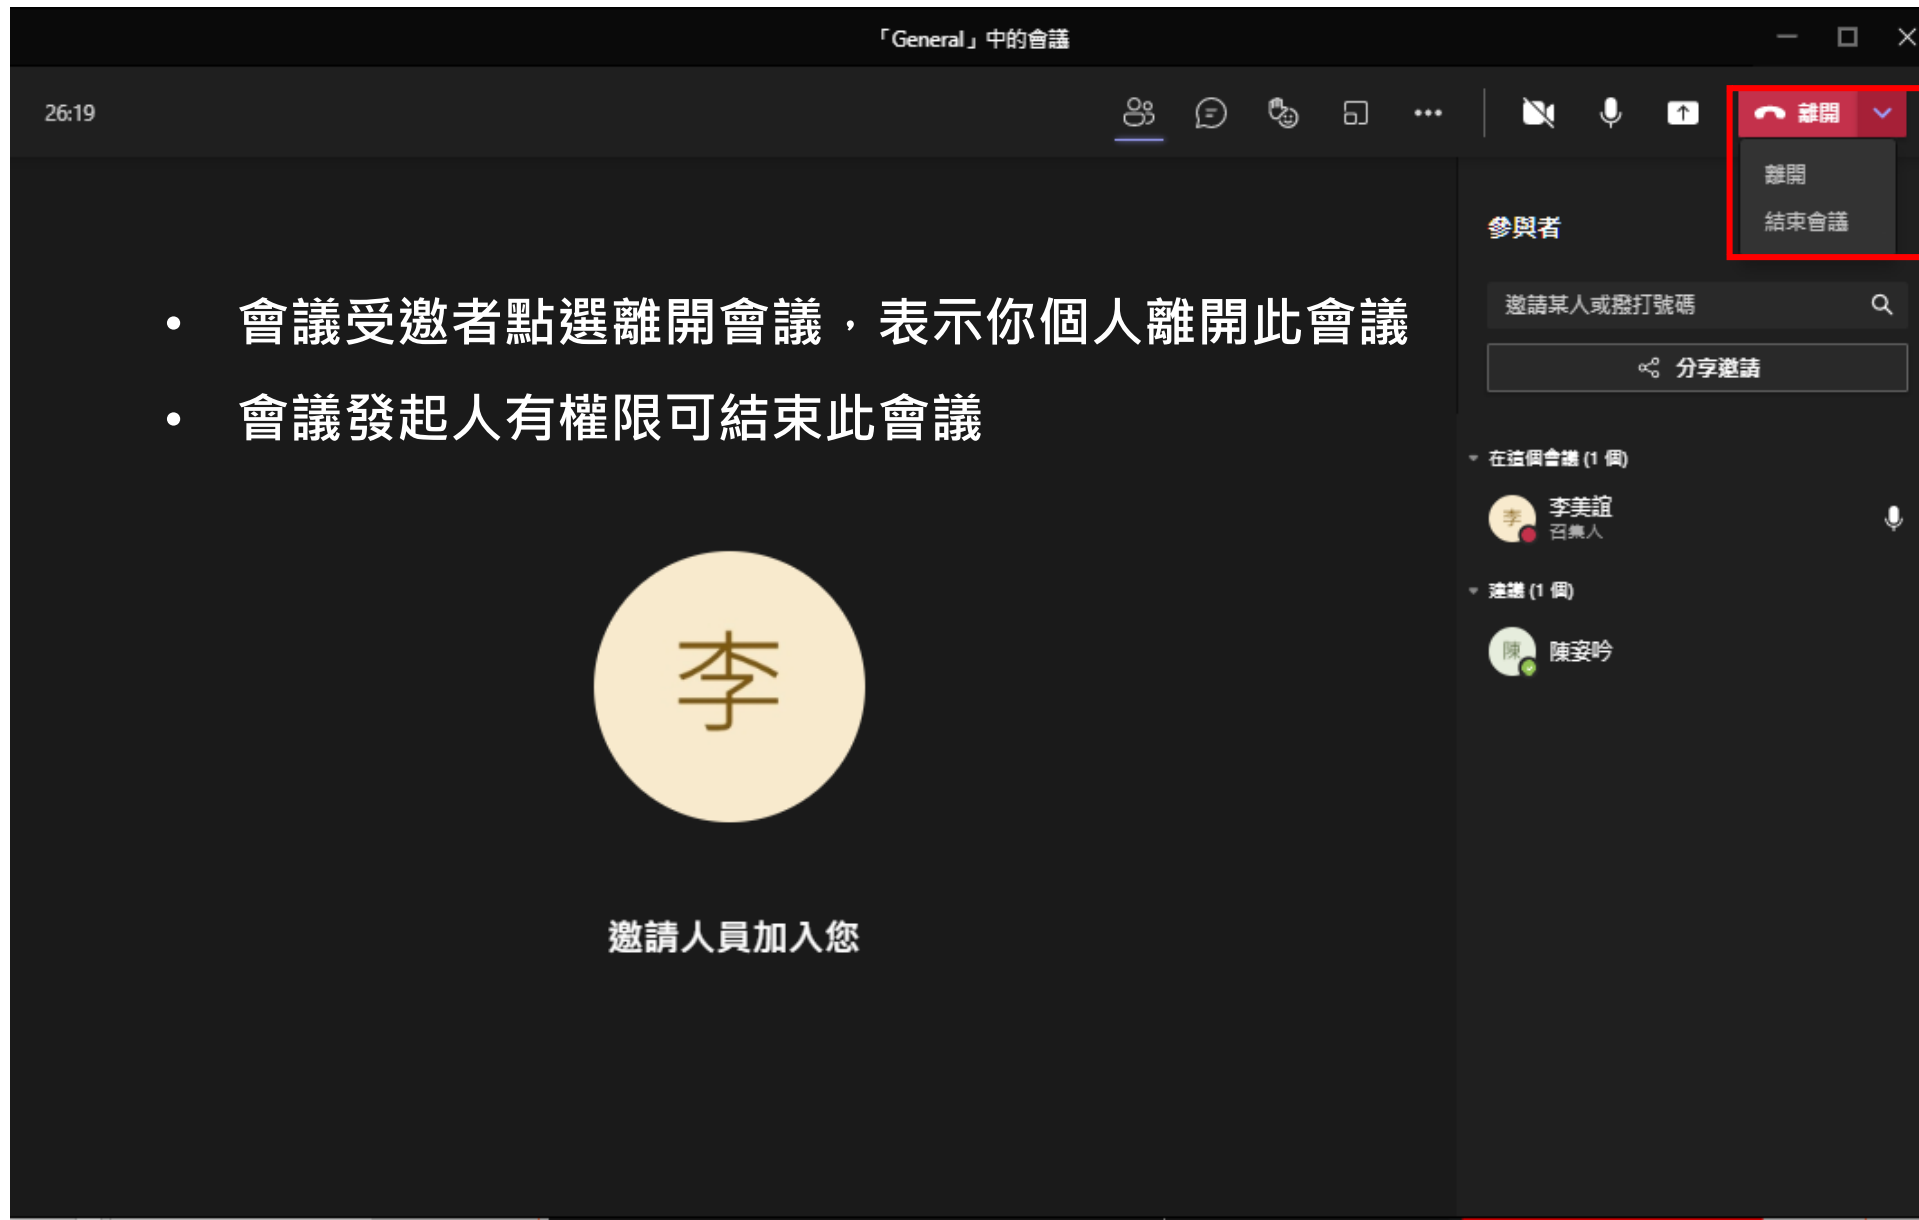 「General」中的會議
26:19
離開
離開
結束會議
參與者
邀請某人或撥打號碼
分享邀請
• 會議受邀者點選離開會議，表示你個人離開此會議
• 會議發起人有權限可結束此會議
在這個會議 (1 個)
李 李美誼
召集人
建議 (1 個)
陳 陳姿吟
李
邀請人員加入您